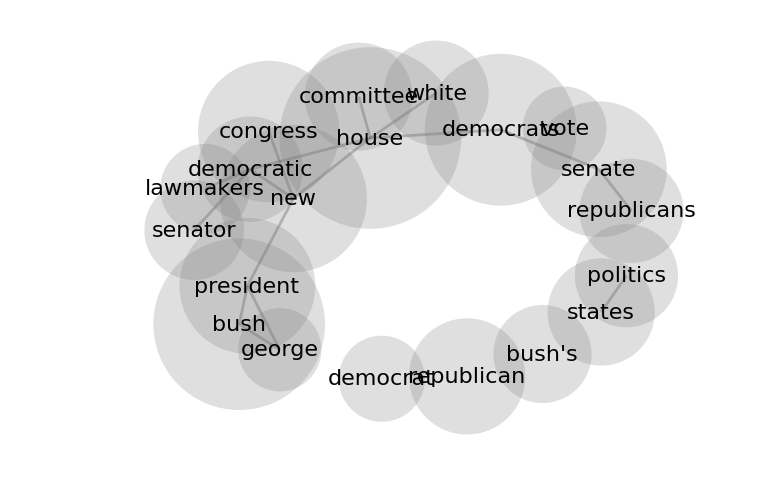 committee
white
congress
house
democrats
vote
democratic
senate
lawmakers
new
republicans
senator
politics
president
states
bush
george
bush's
democrat
republican